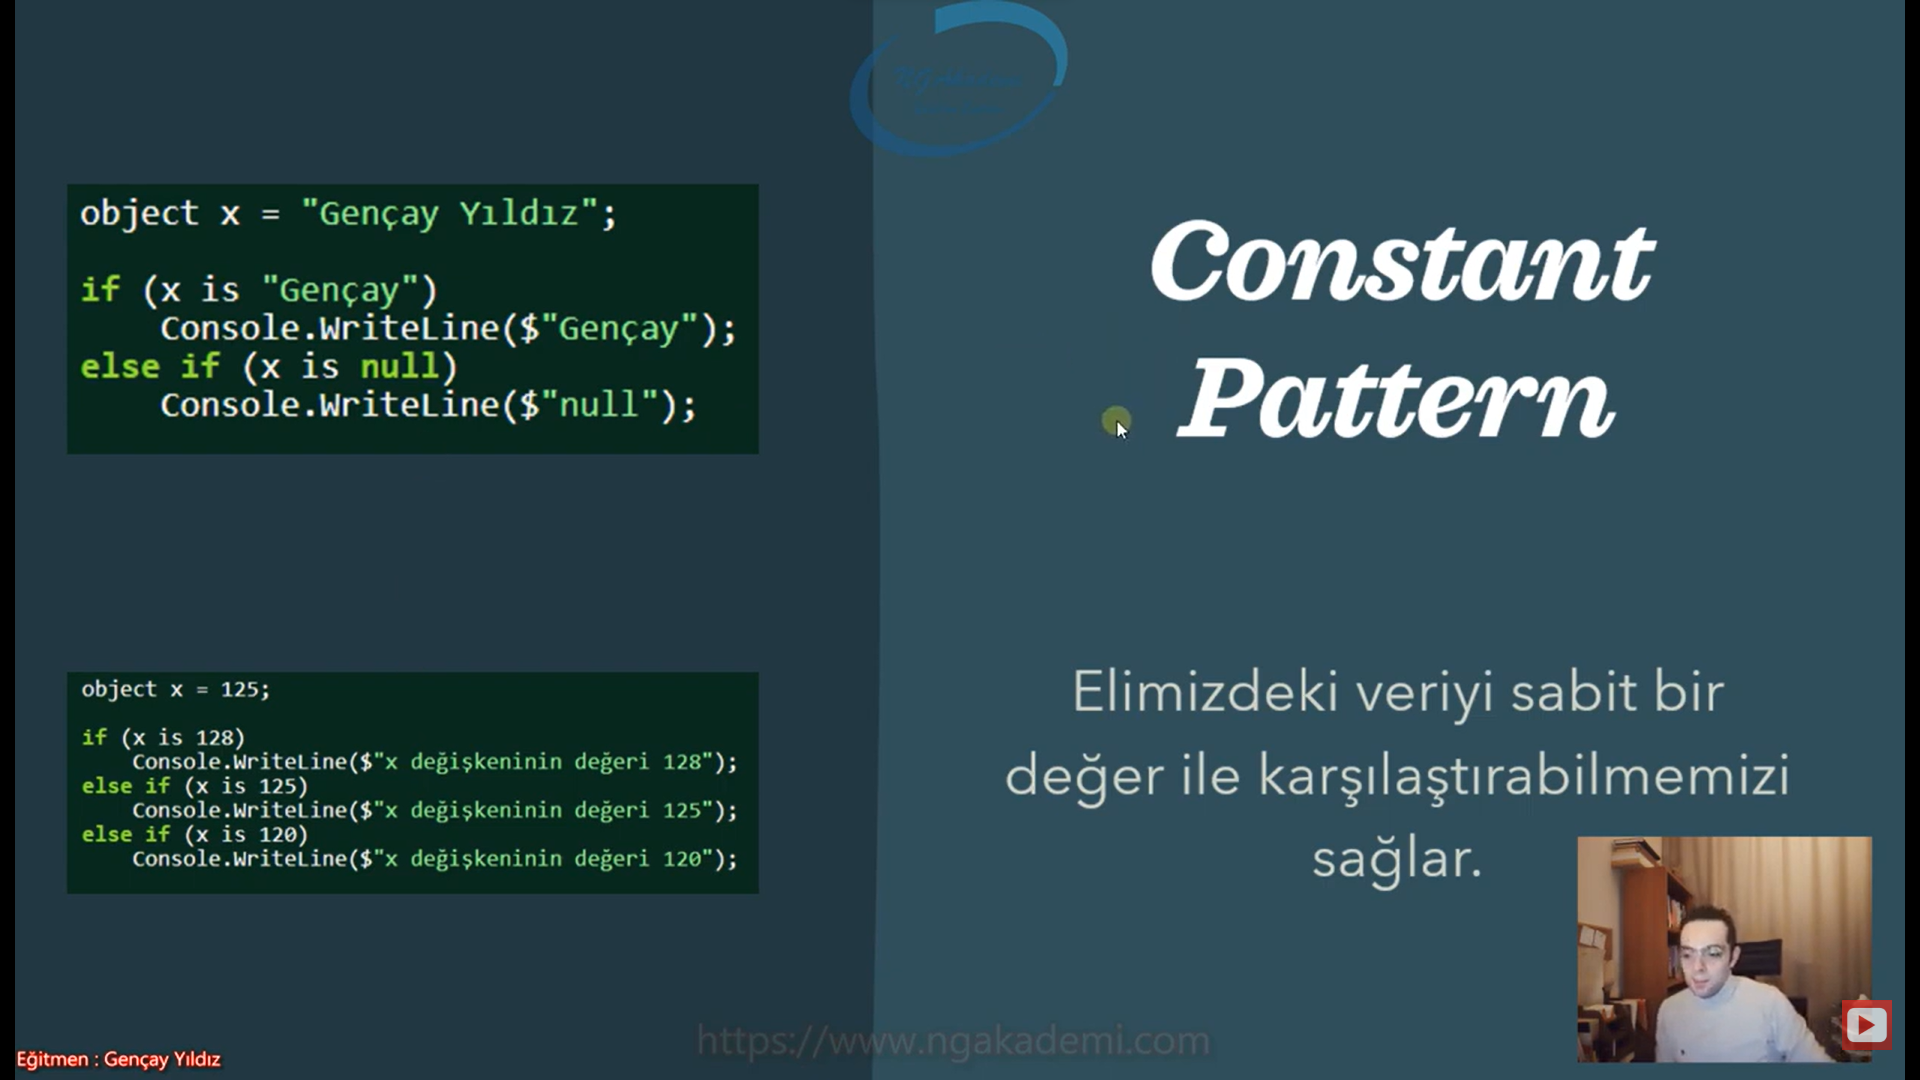 object x = "Gençay Yıldız";
if (x is "Gençay")
Console.WriteLine($"Gençay");
else if (x is null)
Console.WriteLine($"null");
object x = 125;
if (x is 128)
Console.WriteLine($"x değişkeninin değeri 128");
else if (x is 125)
Console.WriteLine($"x değişkeninin değeri 125");
else if (x is 120)
Console.WriteLine($"x değişkeninin değeri 120");
Constant
Pattern
Elimizdeki veriyi sabit bir
değer ile karşılaştırabilmemizi
sağlar.
https://www.ngakademi.com
Eğitmen : Gençay Yıldız